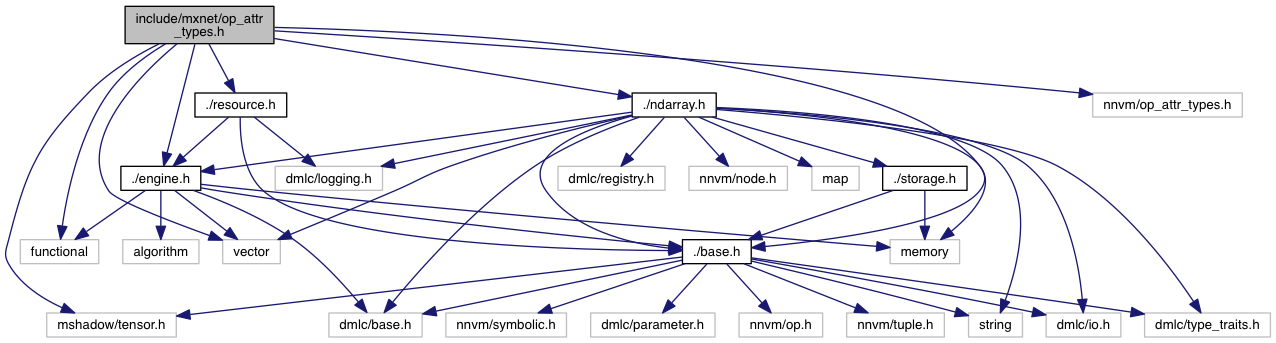 include/mxnet/op_attr
_types.h
./resource.h
./ndarray.h
nnvm/op_attr_types.h
./engine.h
dmlc/logging.h
dmlc/registry.h
nnvm/node.h
map
./storage.h
functional
algorithm
vector
./base.h
memory
mshadow/tensor.h
dmlc/base.h
nnvm/symbolic.h
dmlc/parameter.h
nnvm/op.h
nnvm/tuple.h
string
dmlc/io.h
dmlc/type_traits.h